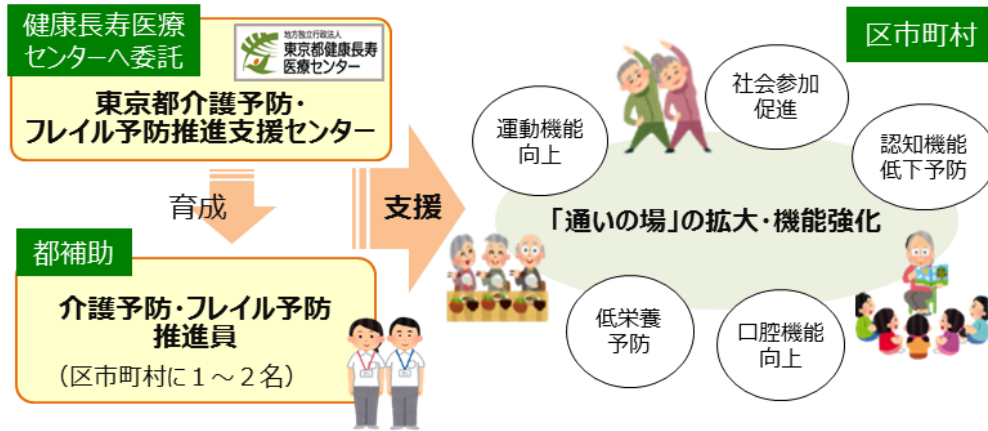 健康長寿医療
センターへ委託
地方独立行政法人
東京都健康長寿
医療センター
東京都介護予防・
フレイル予防推進支援センター
育成
支援
都補助
介護予防・フレイル予防
推進員
（区市町村に１～２名）
区市町村
運動機能
向上
社会参加
促進
認知機能
低下予防
「通いの場」の拡大・機能強化
低栄養
予防
口腔機能
向上